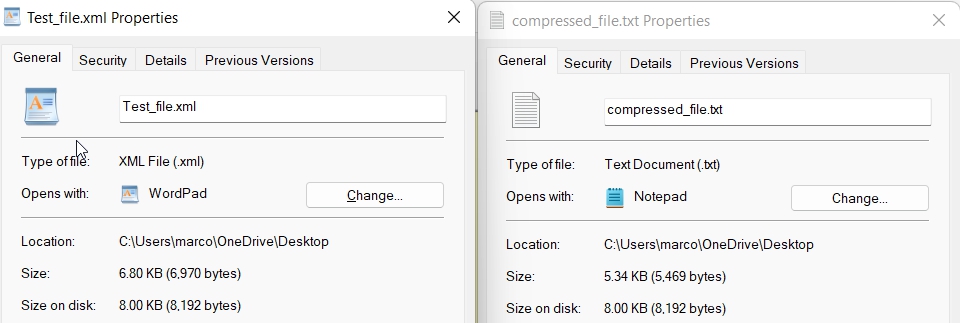 Test_file.xml Properties
General Security Details Previous Versions
Test_file.xml
Type of file: XML File (.xml)
Opens with: WordPad Change...
Location: C:\Users\marco\OneDrive\Desktop
Size: 6.80 KB (6,970 bytes)
Size on disk: 8.00 KB (8,192 bytes)
compressed_file.txt Properties
General Security Details Previous Versions
compressed_file.txt
Type of file: Text Document (.txt)
Opens with: Notepad Change...
Location: C:\Users\marco\OneDrive\Desktop
Size: 5.34 KB (5,469 bytes)
Size on disk: 8.00 KB (8,192 bytes)